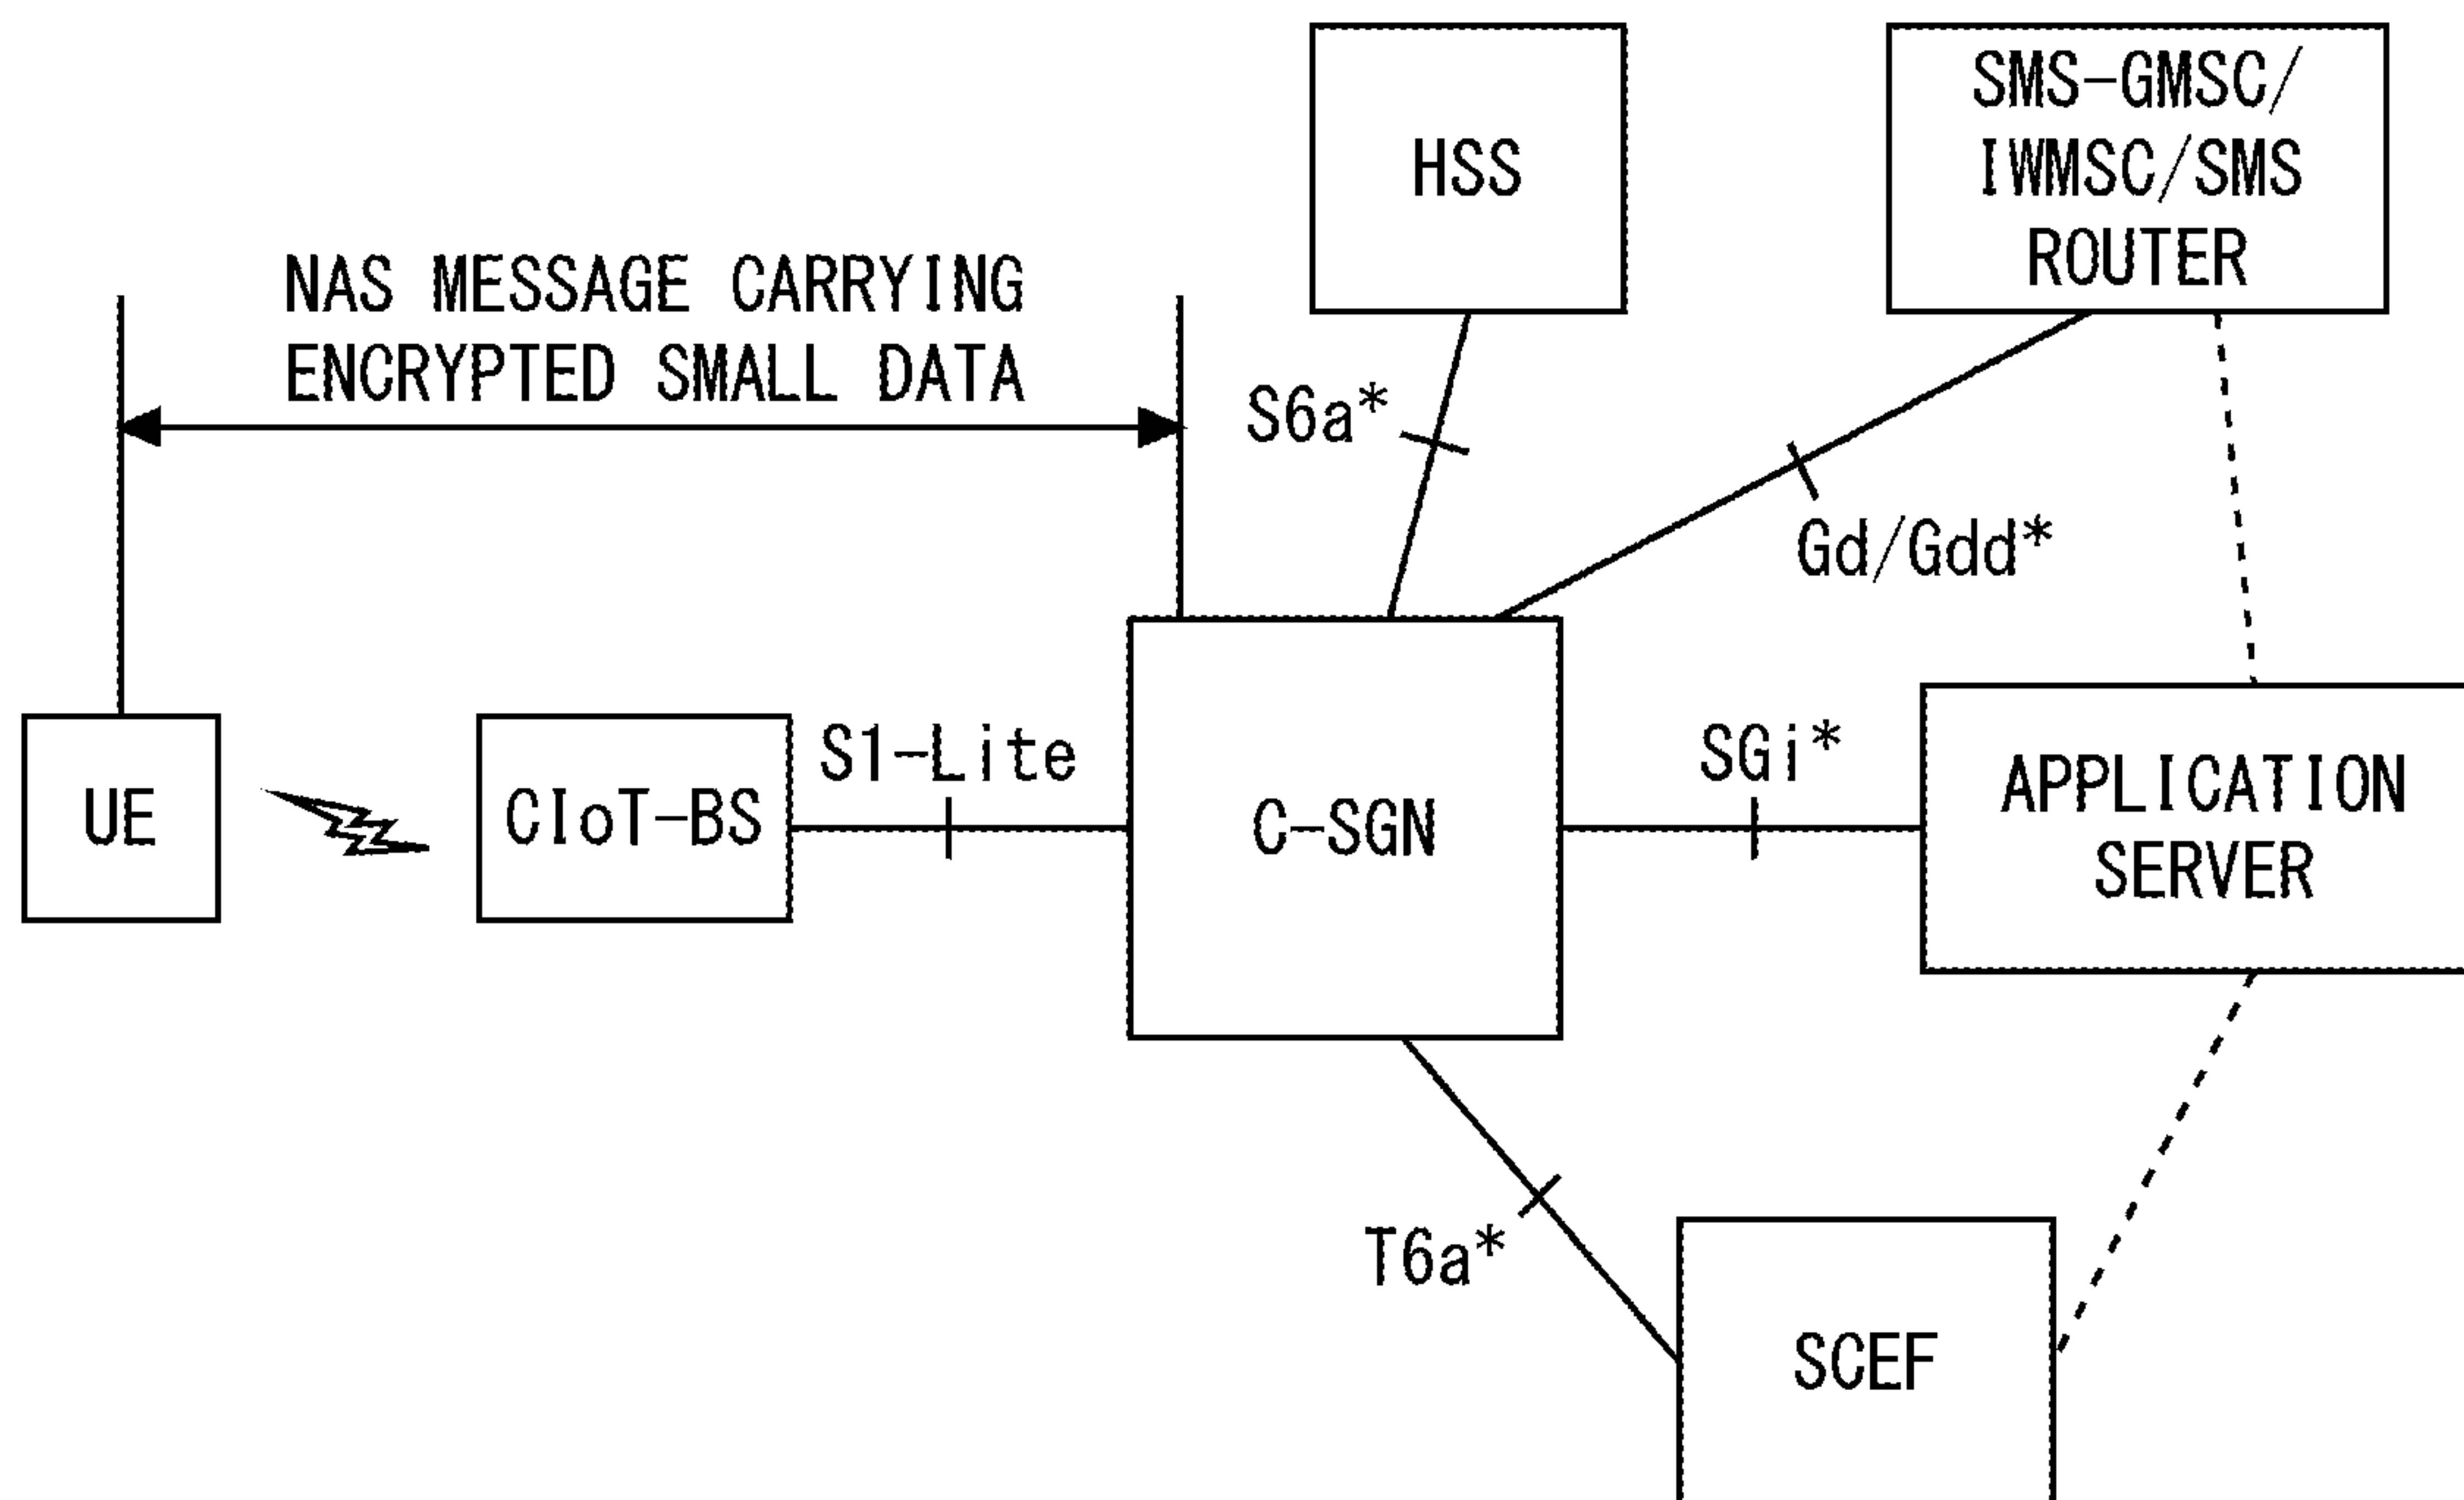 HSS
SMS-GMSC/
IWMSC/SMS
ROUTER
NAS MESSAGE CARRYING
ENCRYPTED SMALL DATA
S6a*
Gd/Gdd*
UE
CIoT-BS
S1-Lite
C-SGN
SGi*
APPLICATION
SERVER
T6a*
SCEF